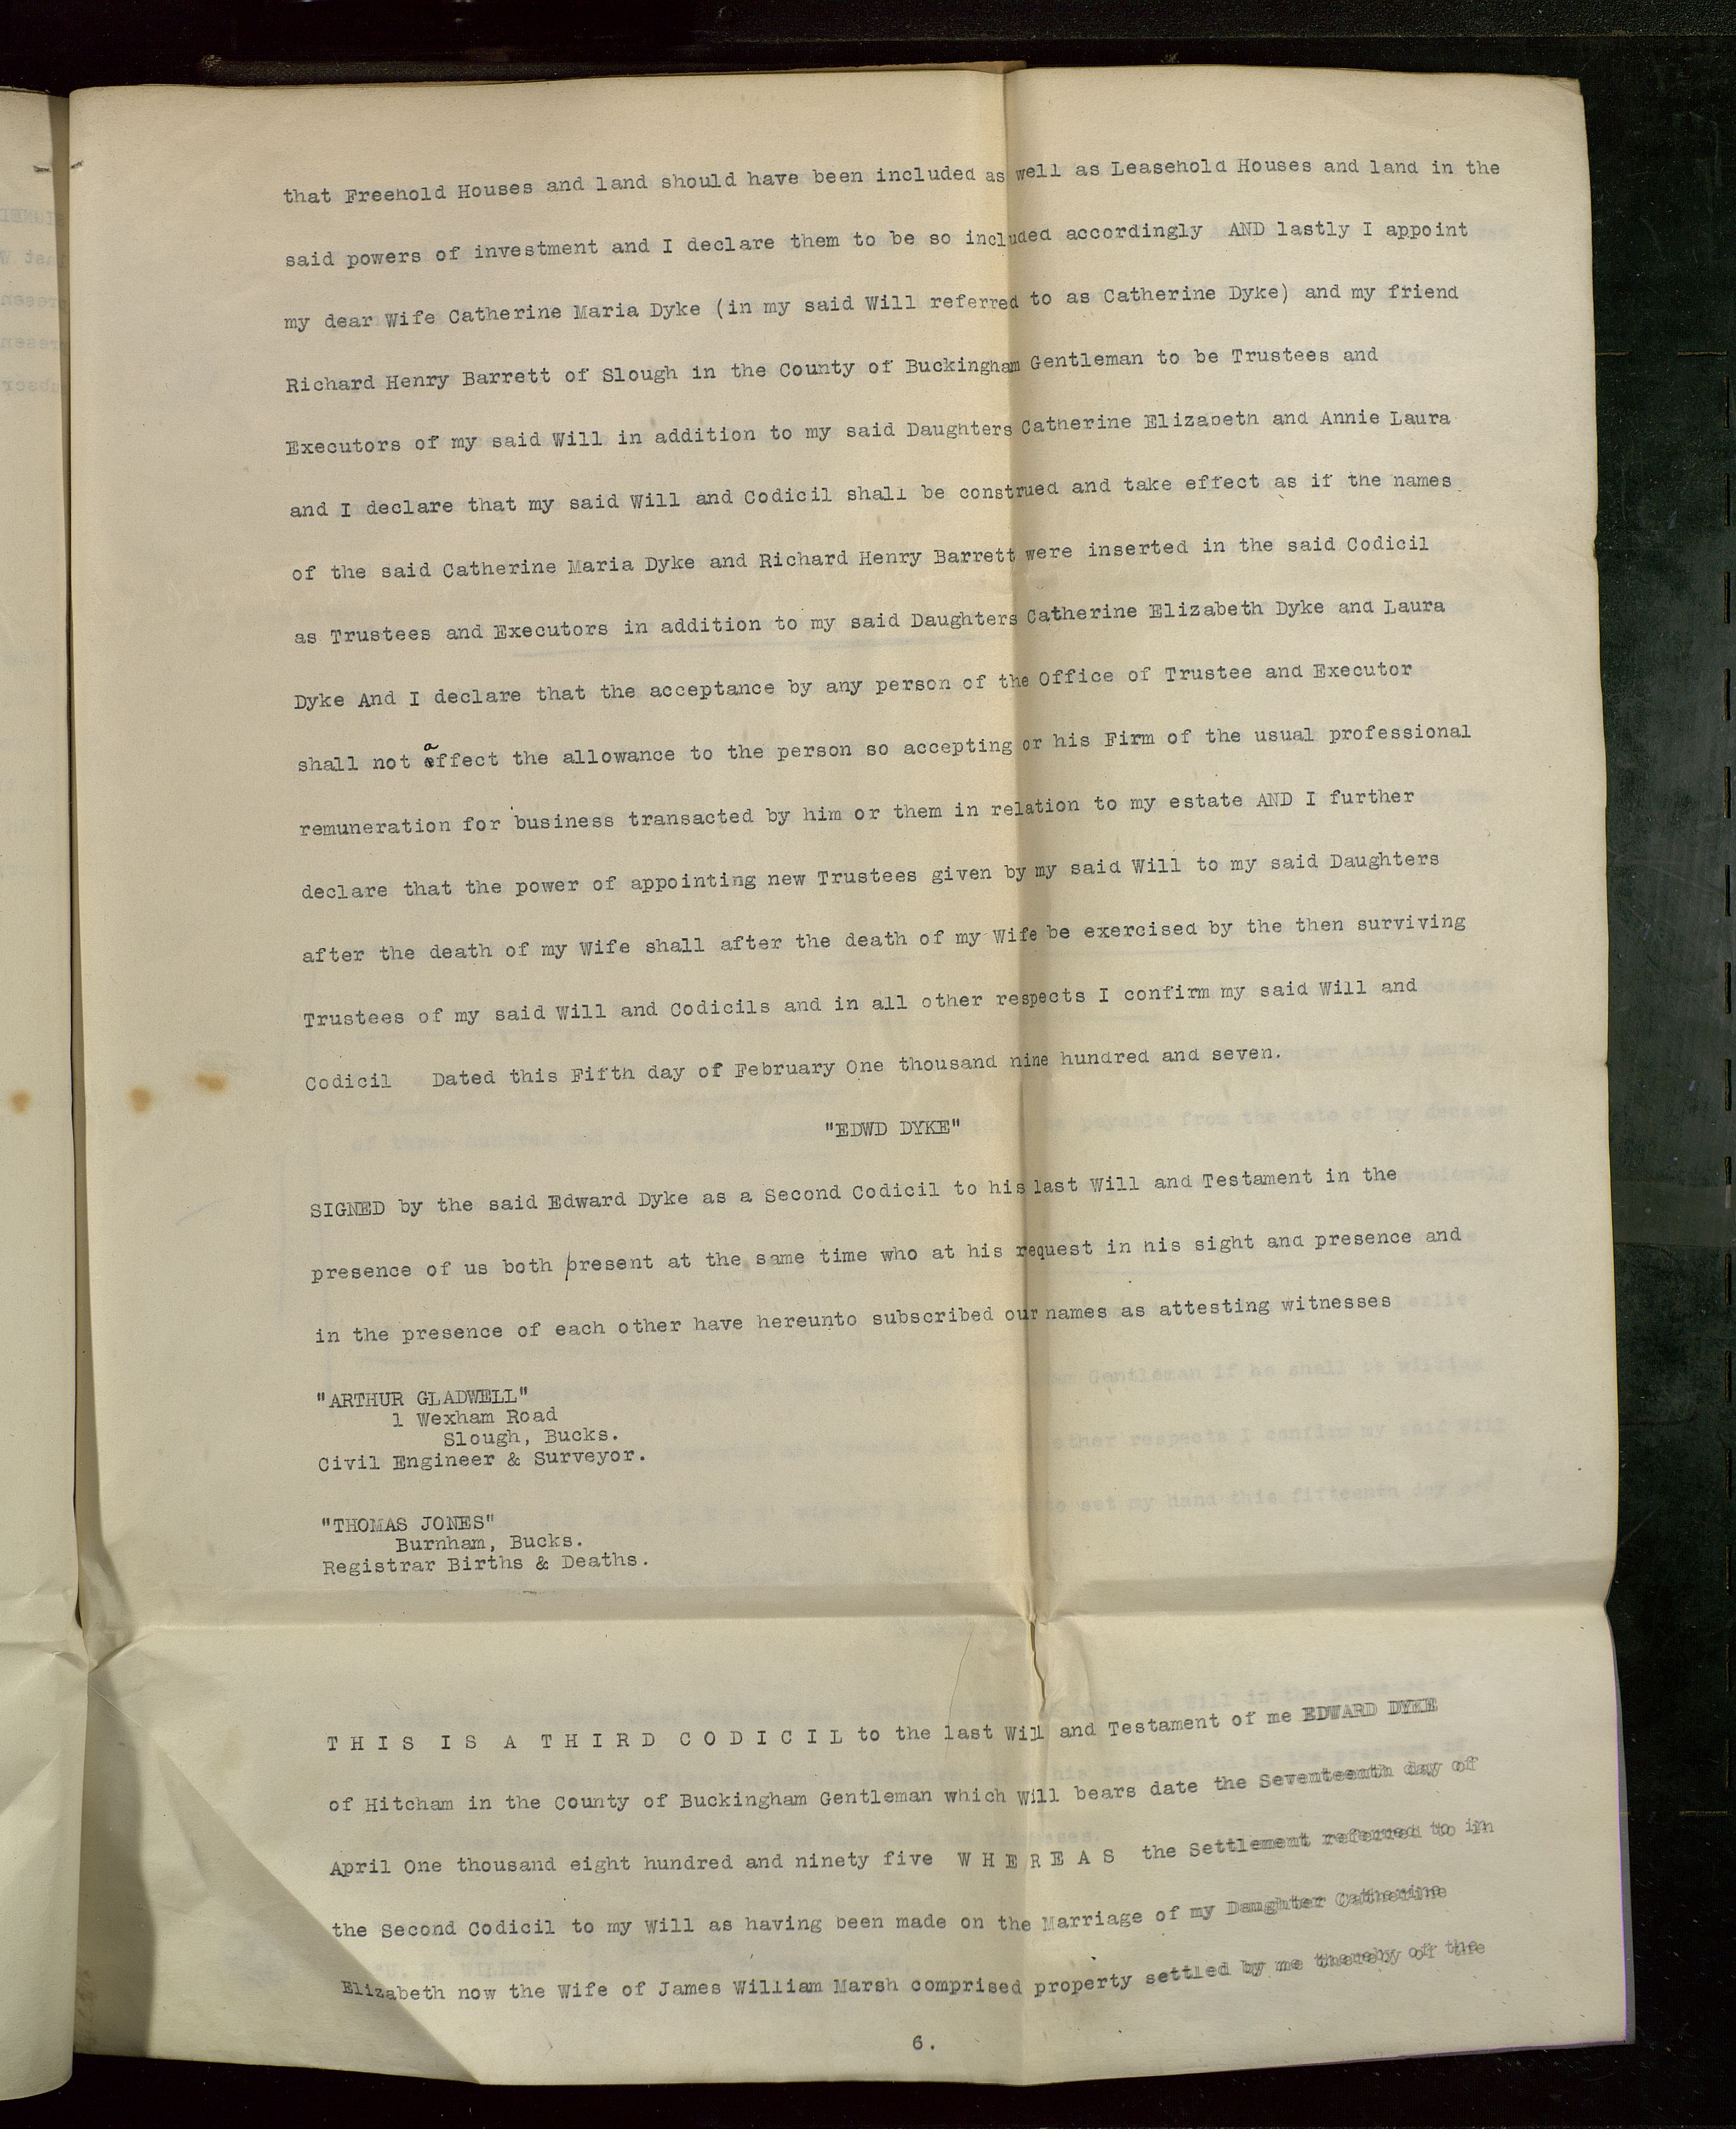 that Freehold Houses and land should have been included as well as Leasehold Houses and land in the
said powers of investment and I declare them to be so included accordingly AND lastly I appoint
my dear Wife Catherine Maria Dyke (in my said Will referred to as Catherine Dyke) and my friend
Richard Henry Barrett of Slough in the County of Buckingham Gentleman to be Trustees and
Executors of my said Will in addition to my said Daughters Catherine Elizabeth and Annie Laura
and I declare that my said Will and Codicil shall be construed and take effect as if the names
of the said Catherine Maria Dyke and Richard Henry Barrett were inserted in the said Codicil
as Trustees and Executors in addition to my said Daughters Catherine Elizabeth Dyke and Laura
Dyke And I declare that the acceptance by any person of the Office of Trustee and Executor
shall not affect the allowance to the person so accepting or his Firm of the usual professional
remuneration for business transacted by him or them in relation to my estate AND I further
declare that the power of appointing new Trustees given by my said Will to my said Daughters
after the death of my Wife shall after the death of my Wife be exercised by the then surviving
Trustees of my said Will and Codicils and in all other respects I confirm my said Will and
Codicil Dated this Fifth day of February One thousand nine hundred and seven.
"EDWD DYKE"
SIGNED by the said Edward Dyke as a Second Codicil to his last Will and Testament in the
presence of us both present at the same time who at his request in his sight and presence and
in the presence of each other have hereunto subscribed our names as attesting witnesses
"ARTHUR GLADWELL"
1 Wexham Road
Slough, Bucks.
Civil Engineer & Surveyor.
"THOMAS JONES"
Burnham, Bucks.
Registrar Births & Deaths.
T H I S I S A T H I R D C O D I C I L to the last Will and Testament of me EDWARD DYKE
of Hitcham in the County of Buckingham Gentleman which Will bears date the Seventeenth day of
April One thousand eight hundred and ninety five W H E R E A S the Settlement referred to in
the Second Codicil to my Will as having been made on the Marriage of my Daughter Catherine
Elizabeth now the Wife of James William Marsh comprised property settled by me thereby of the
6.